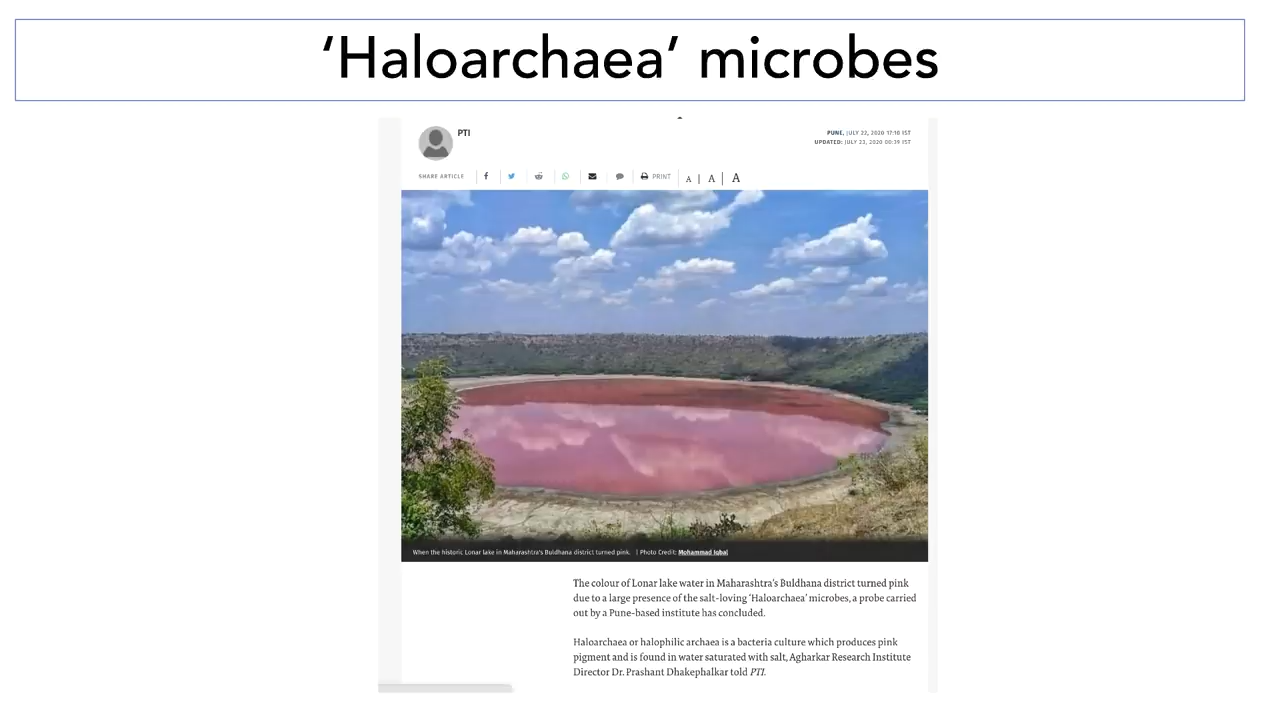 ‘Haloarchaea’ microbes
PTI
PUNE, JULY 22, 2020 17:18 IST
UPDATED: JULY 23, 2020 00:39 IST
SHARE ARTICLE
PRINT
A | A | A
When the historic Lonar lake in Maharashtra's Buldhana district turned pink. | Photo Credit: Mohammad Iqbal
The colour of Lonar lake water in Maharashtra's Buldhana district turned pink
due to a large presence of the salt-loving ‘Haloarchaea’ microbes, a probe carried
out by a Pune-based institute has concluded.
Haloarchaea or halophilic archaea is a bacteria culture which produces pink
pigment and is found in water saturated with salt, Agharkar Research Institute
Director Dr. Prashant Dhakephalkar told PTI.